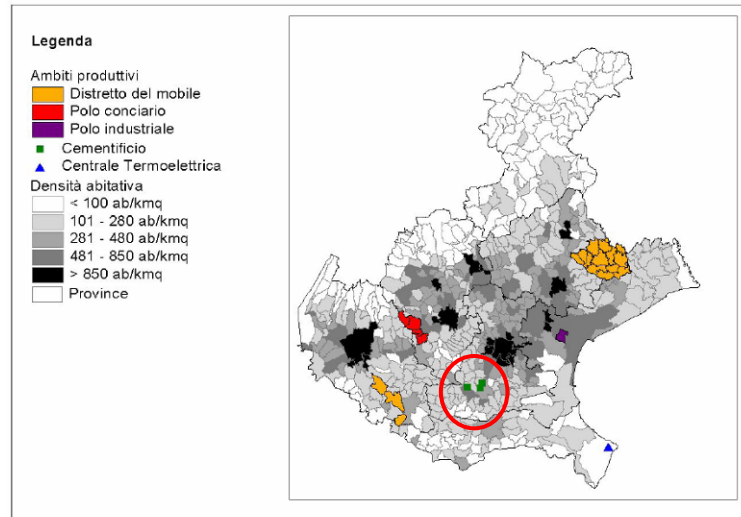 Legenda
Ambiti produttivi
Distretto del mobile
Polo conciario
Polo industriale
Cementificio
Centrale Termoelettrica
Densità abitativa
< 100 ab/kmq
101 - 280 ab/kmq
281 - 480 ab/kmq
481 - 850 ab/kmq
> 850 ab/kmq
Province